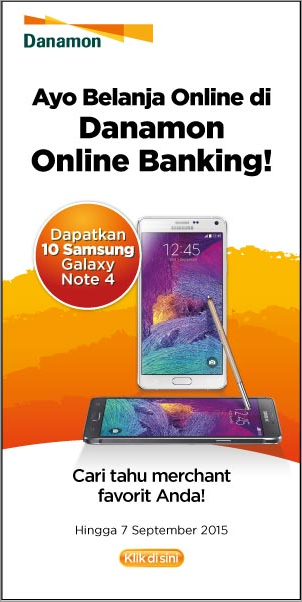 Danamon
Ayo Belanja Online di
Danamon
Online Banking!
Dapatkan
10 Samsung
Galaxy
Note 4
SAMSUNG
12:45
Cari tahu merchant
favorit Anda!
Hingga 7 September 2015
Klik di sini